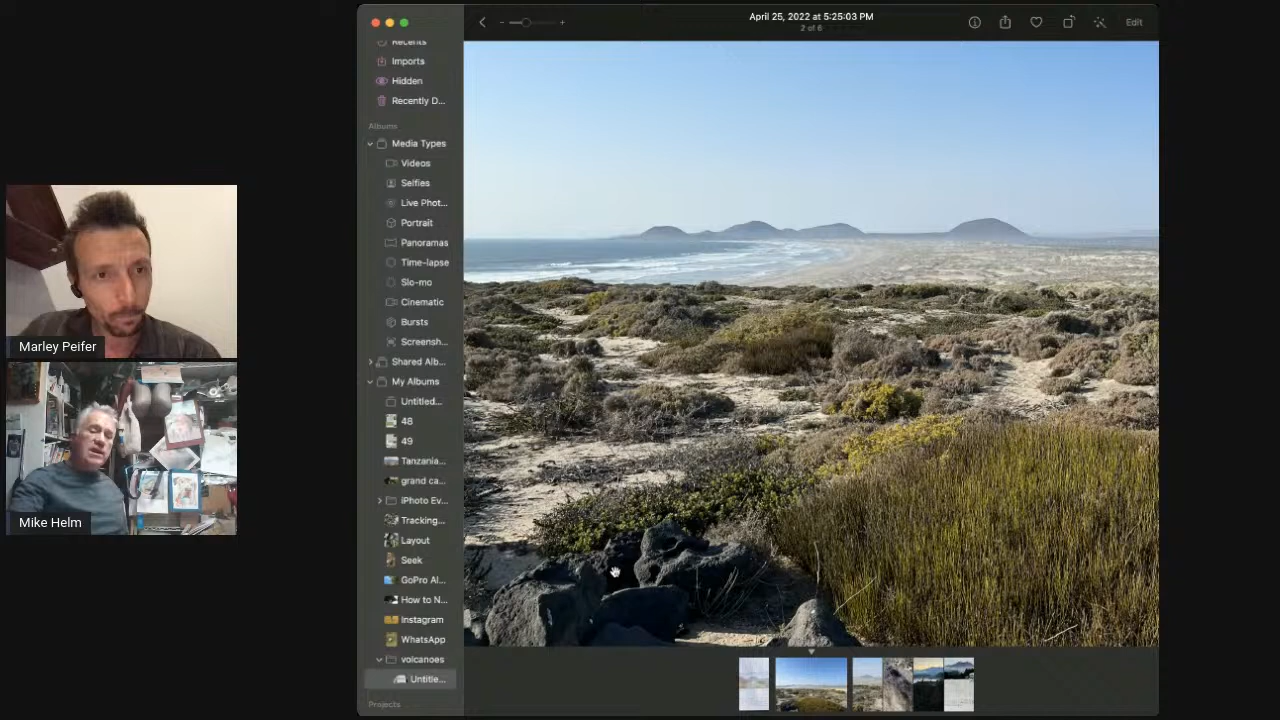 April 25, 2022 at 5:25:03 PM
2 of 6
Edit
Recents
Imports
Hidden
Recently D...
Albums
Media Types
Videos
Selfies
Live Phot...
Portrait
Panoramas
Time-lapse
Slo-mo
Cinematic
Bursts
Screensh...
Shared Alb...
My Albums
Untitled...
48
49
Tanzania...
grand ca...
iPhoto Ev...
Tracking...
Layout
Seek
GoPro Al...
How to N...
Instagram
WhatsApp
volcanoes
Untitle...
Projects
Marley Peifer
Mike Helm